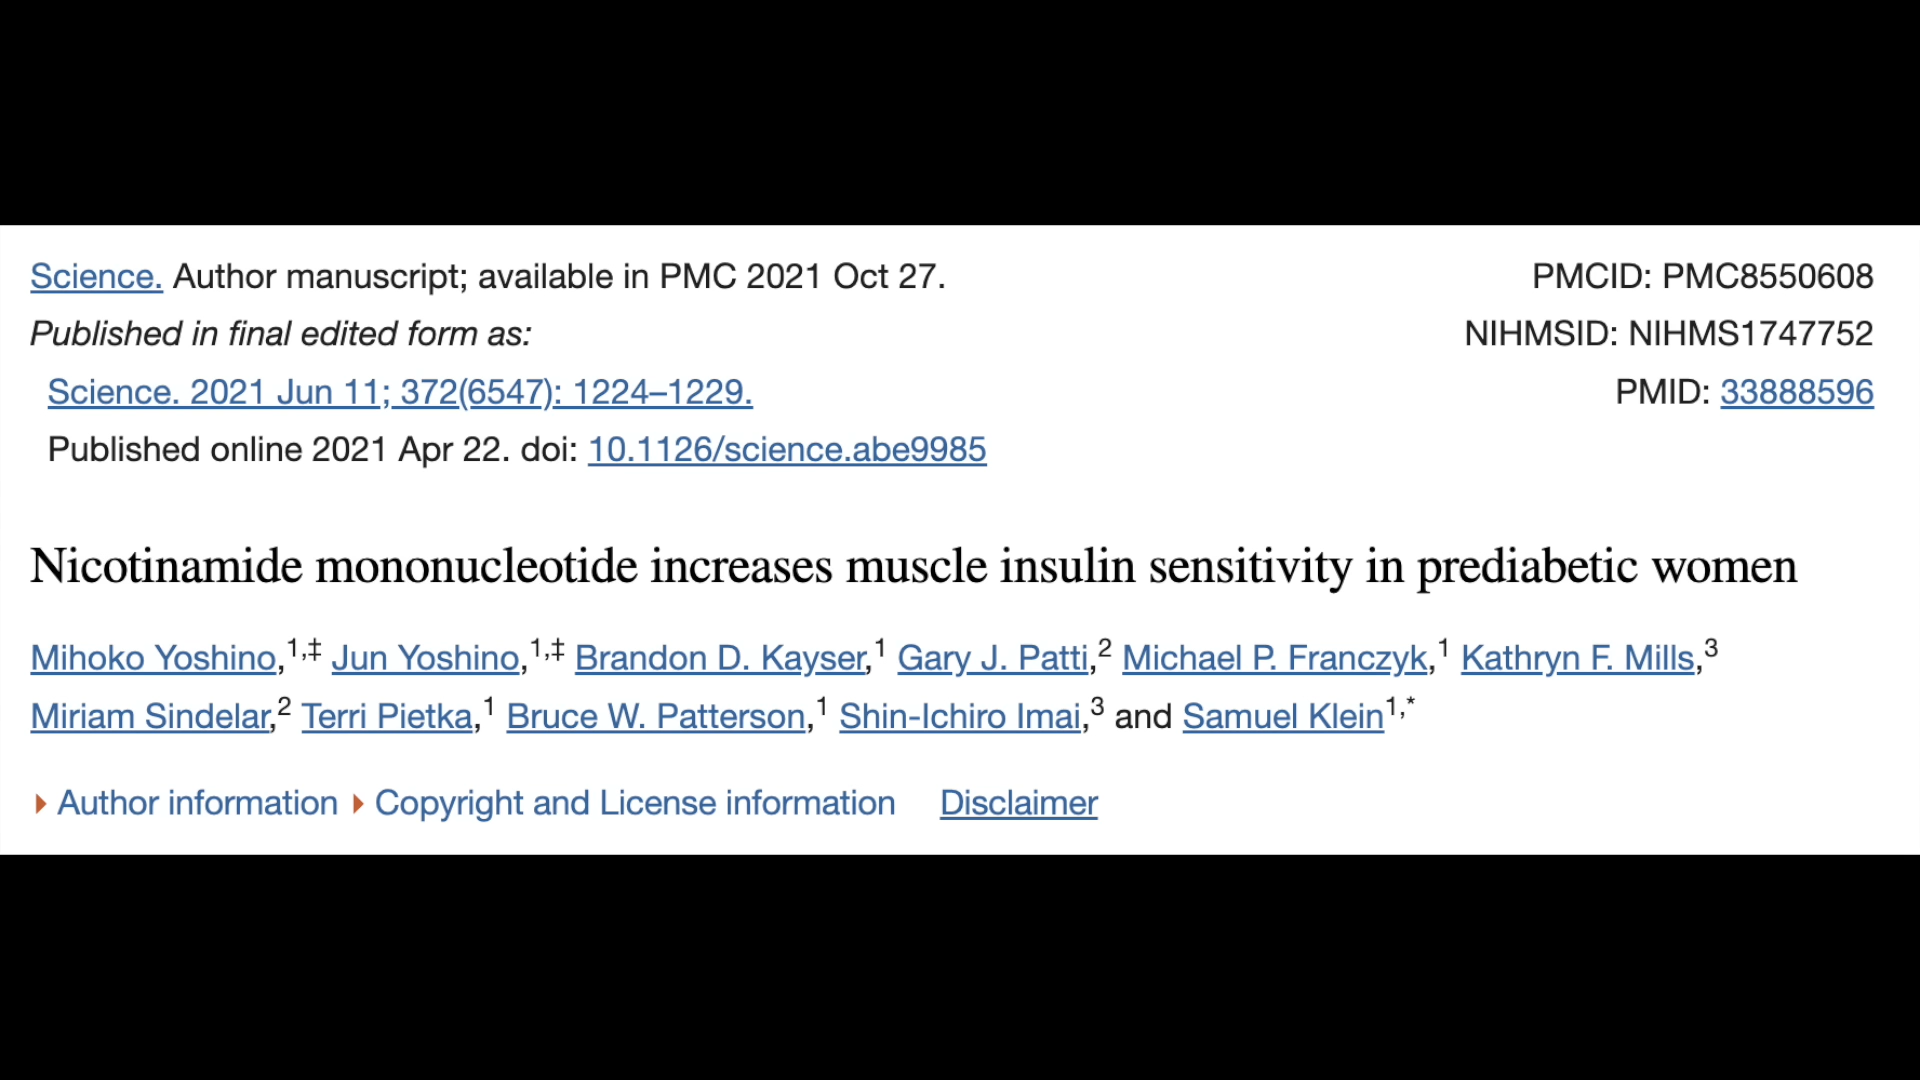 Science. Author manuscript; available in PMC 2021 Oct 27.
PMCID: PMC8550608
Published in final edited form as:
NIHMSID: NIHMS1747752
Science. 2021 Jun 11; 372(6547): 1224–1229.
PMID: 33888596
Published online 2021 Apr 22. doi: 10.1126/science.abe9985
Nicotinamide mononucleotide increases muscle insulin sensitivity in prediabetic women
Mihoko Yoshino,1,‡ Jun Yoshino,1,‡ Brandon D. Kayser,1 Gary J. Patti,2 Michael P. Franczyk,1 Kathryn F. Mills,3
Miriam Sindelar,2 Terri Pietka,1 Bruce W. Patterson,1 Shin-Ichiro Imai,3 and Samuel Klein1,*
Author information Copyright and License information Disclaimer